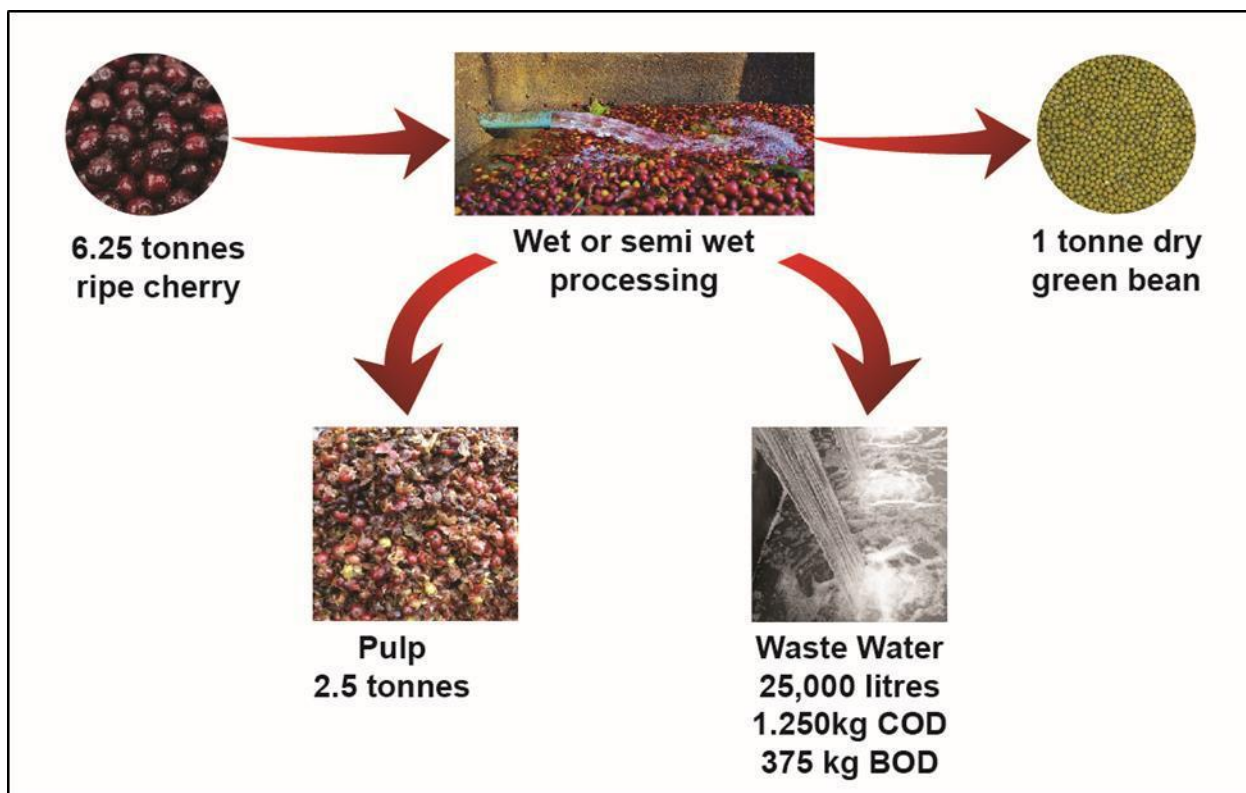 6.25 tonnes
ripe cherry
Wet or semi wet
processing
1 tonne dry
green bean
Pulp
2.5 tonnes
Waste Water
25,000 litres
1.250kg COD
375 kg BOD